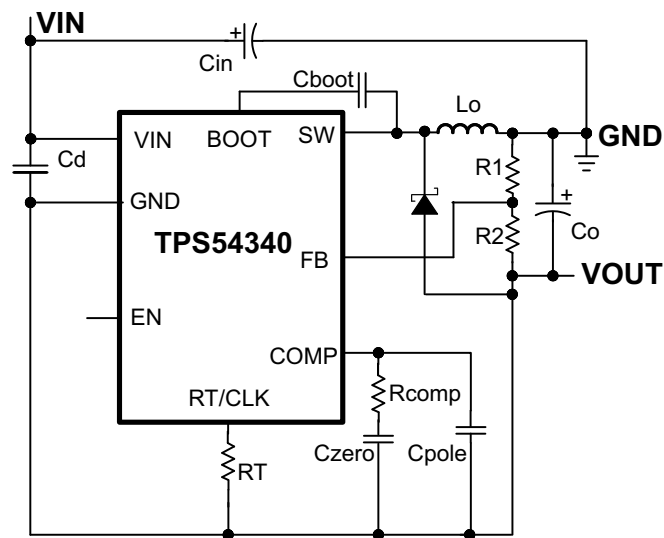 VIN
+
Cin
Cboot
Lo
VIN
BOOT
SW
GND
Cd
R1
GND
+
TPS54340
R2
Co
FB
VOUT
EN
COMP
RT/CLK
Rcomp
RT
Czero
Cpole